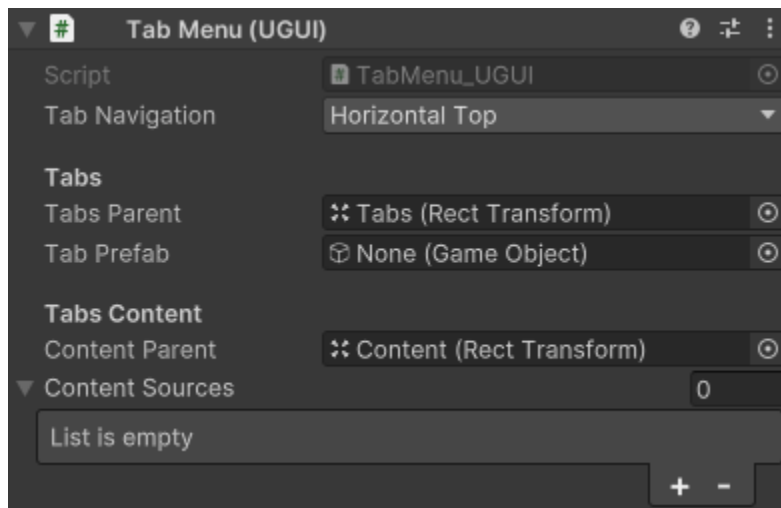 Tab Menu (UGUI)
Script TabMenu_UGUI
Tab Navigation Horizontal Top
Tabs
Tabs Parent Tabs (Rect Transform)
Tab Prefab None (Game Object)
Tabs Content
Content Parent Content (Rect Transform)
Content Sources 0
List is empty
+ -